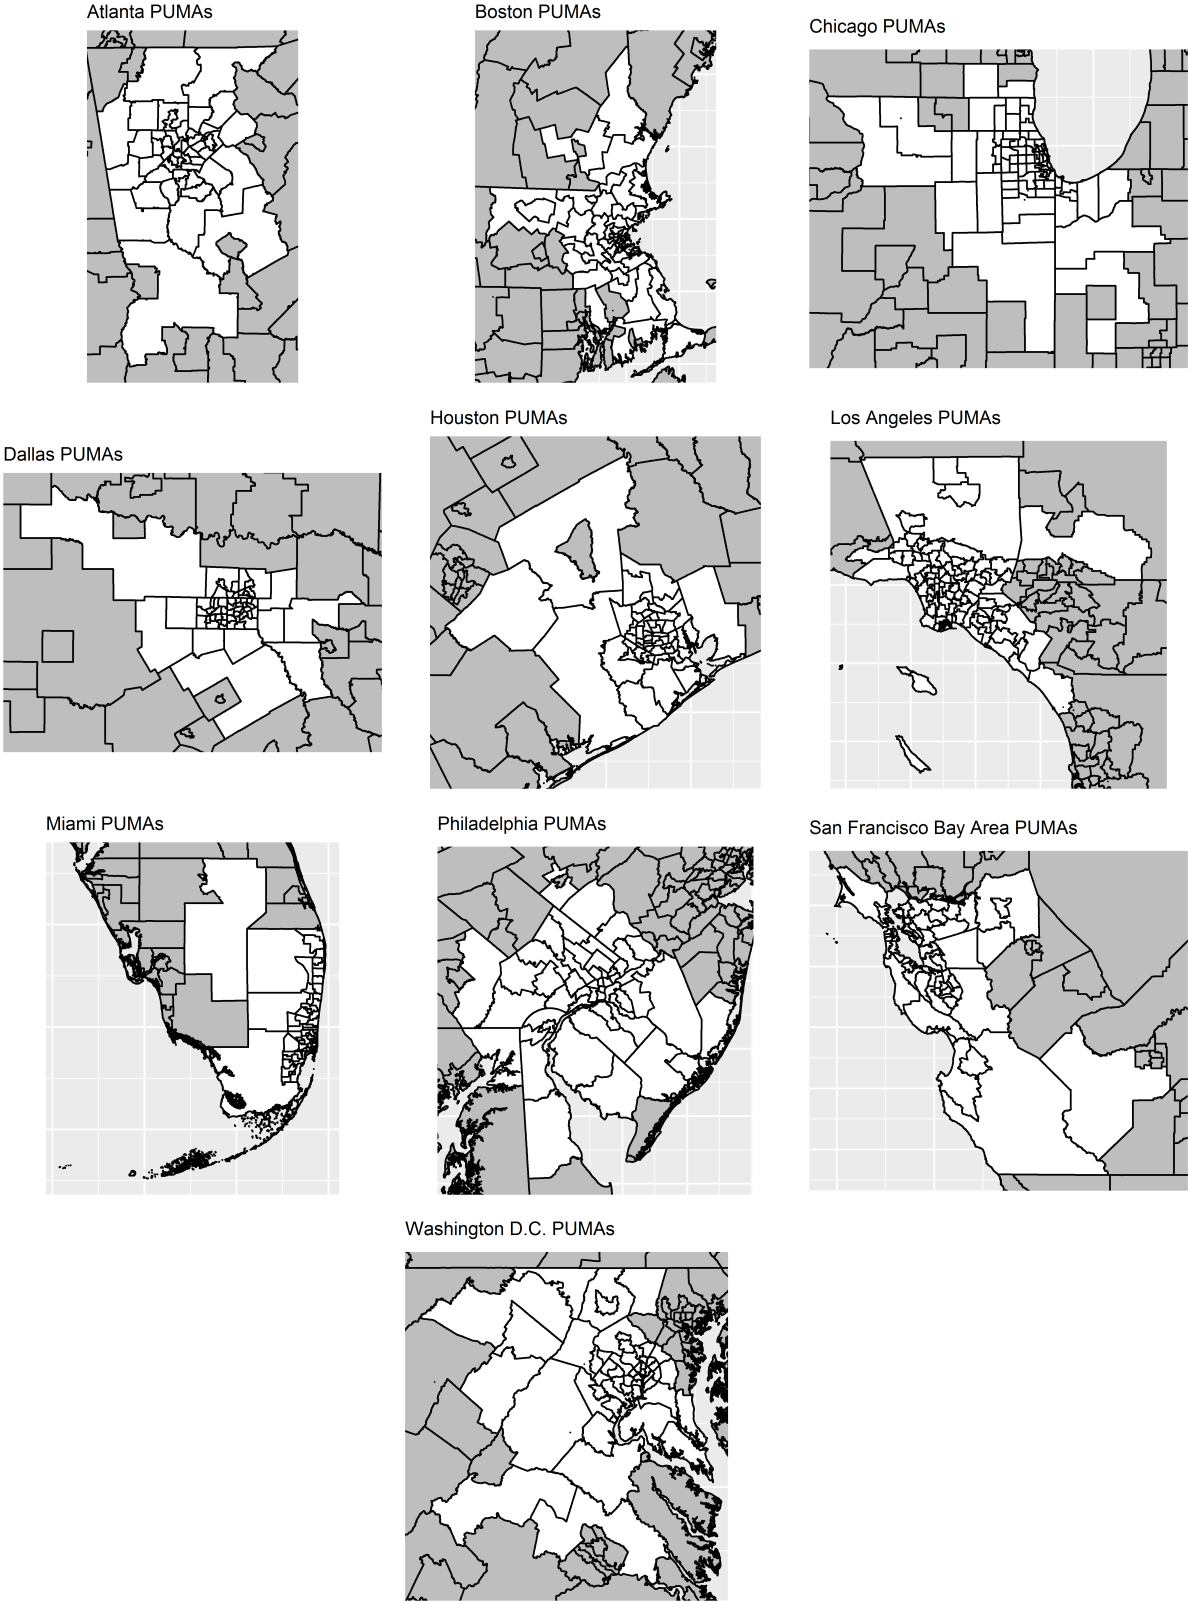 Atlanta PUMAs
Boston PUMAs
Chicago PUMAs
Dallas PUMAs
Houston PUMAs
Los Angeles PUMAs
Miami PUMAs
Philadelphia PUMAs
San Francisco Bay Area PUMAs
Washington D.C. PUMAs